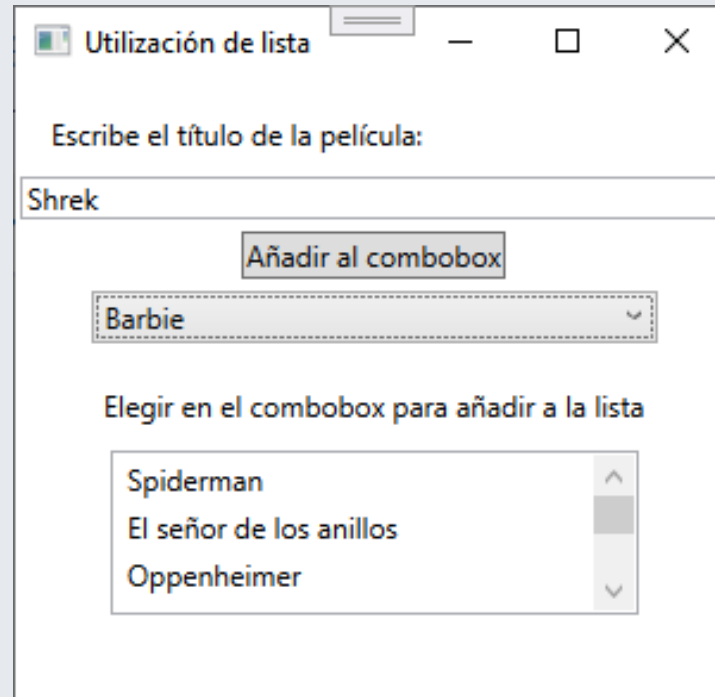 Utilización de lista
Escribe el título de la película:
Shrek
Añadir al combobox
Barbie
Elegir en el combobox para añadir a la lista
Spiderman
El señor de los anillos
Oppenheimer